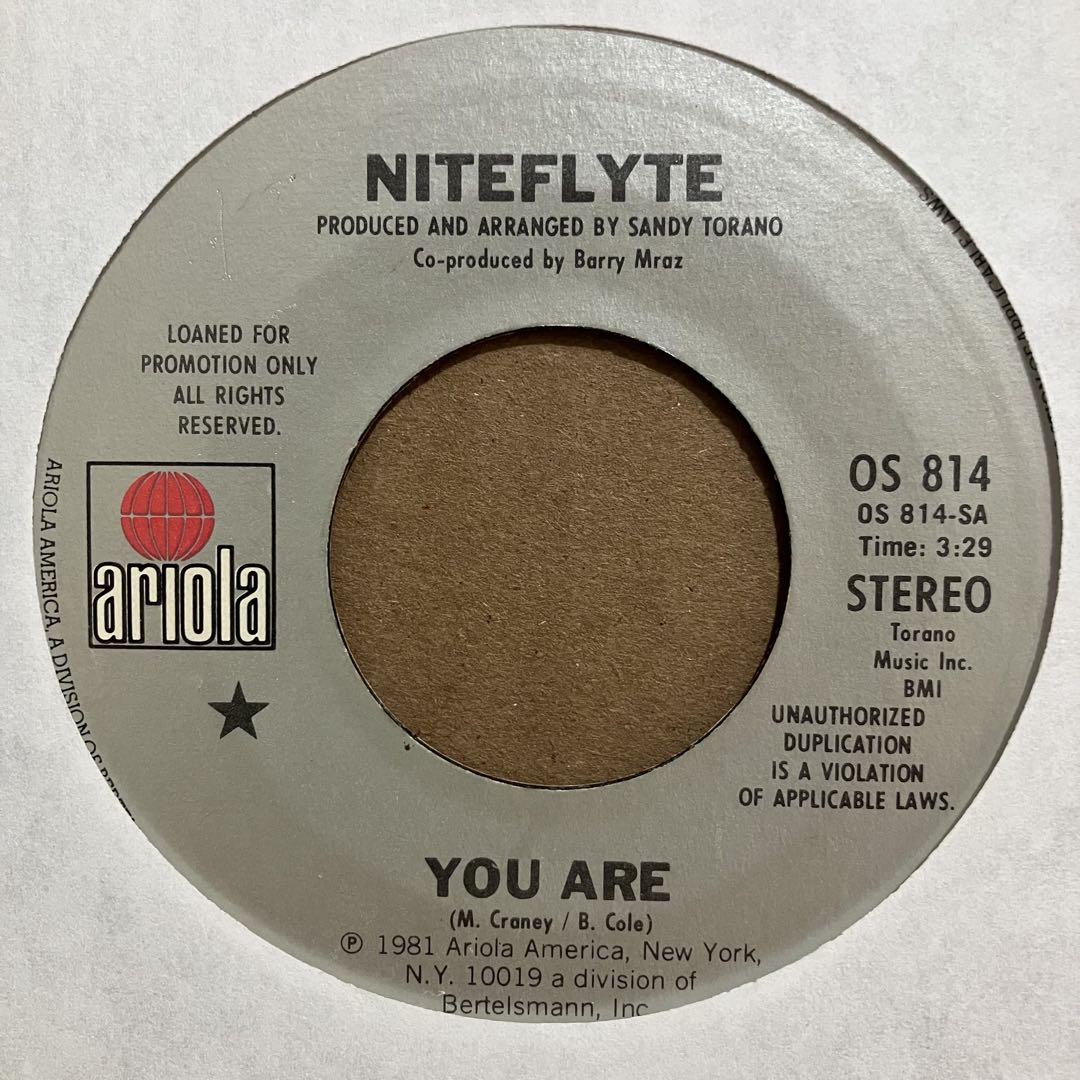 NITEFLYTE
PRODUCED AND ARRANGED BY SANDY TORANO
Co-produced by Barry Mraz
LOANED FOR
PROMOTION ONLY
ALL RIGHTS
RESERVED.
ariola
OS 814
OS 814-SA
Time: 3:29
STEREO
Torano
Music Inc.
BMI
UNAUTHORIZED
DUPLICATION
IS A VIOLATION
OF APPLICABLE LAWS.
YOU ARE
(M. Craney / B. Cole)
℗ 1981 Ariola America, New York,
N.Y. 10019 a division of
Bertelsmann, Inc
ARIOLA AMERICA, A DIVISION OF
APPLICABLE LAWS